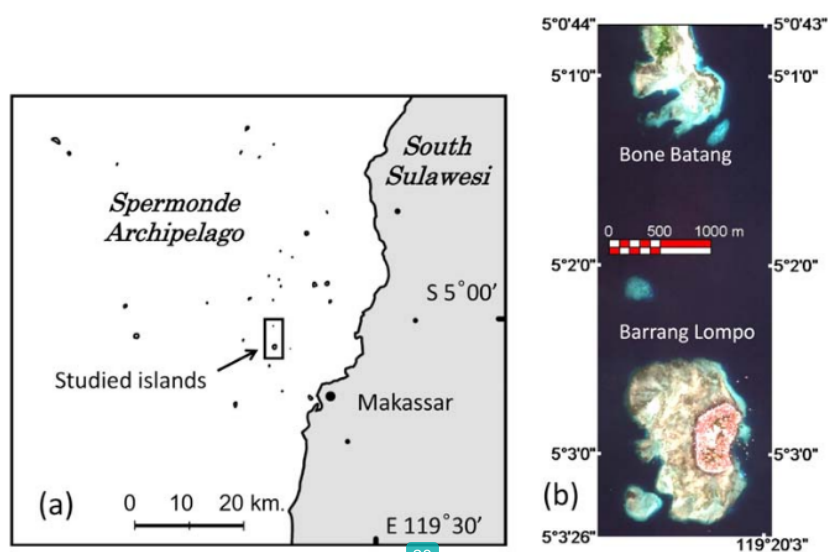 South
Sulawesi
Spermonde
Archipelago
S 5°00'
Studied islands
Makassar
(a)
0 10 20 km.
E 119°30'
5°0'44" 5°0'43"
5°1'0" 5°1'0"
Bone Batang
0 500 1000 m
5°2'0" 5°2'0"
Barrang Lompo
5°3'0" 5°3'0"
(b)
5°3'26"
119°20'3"